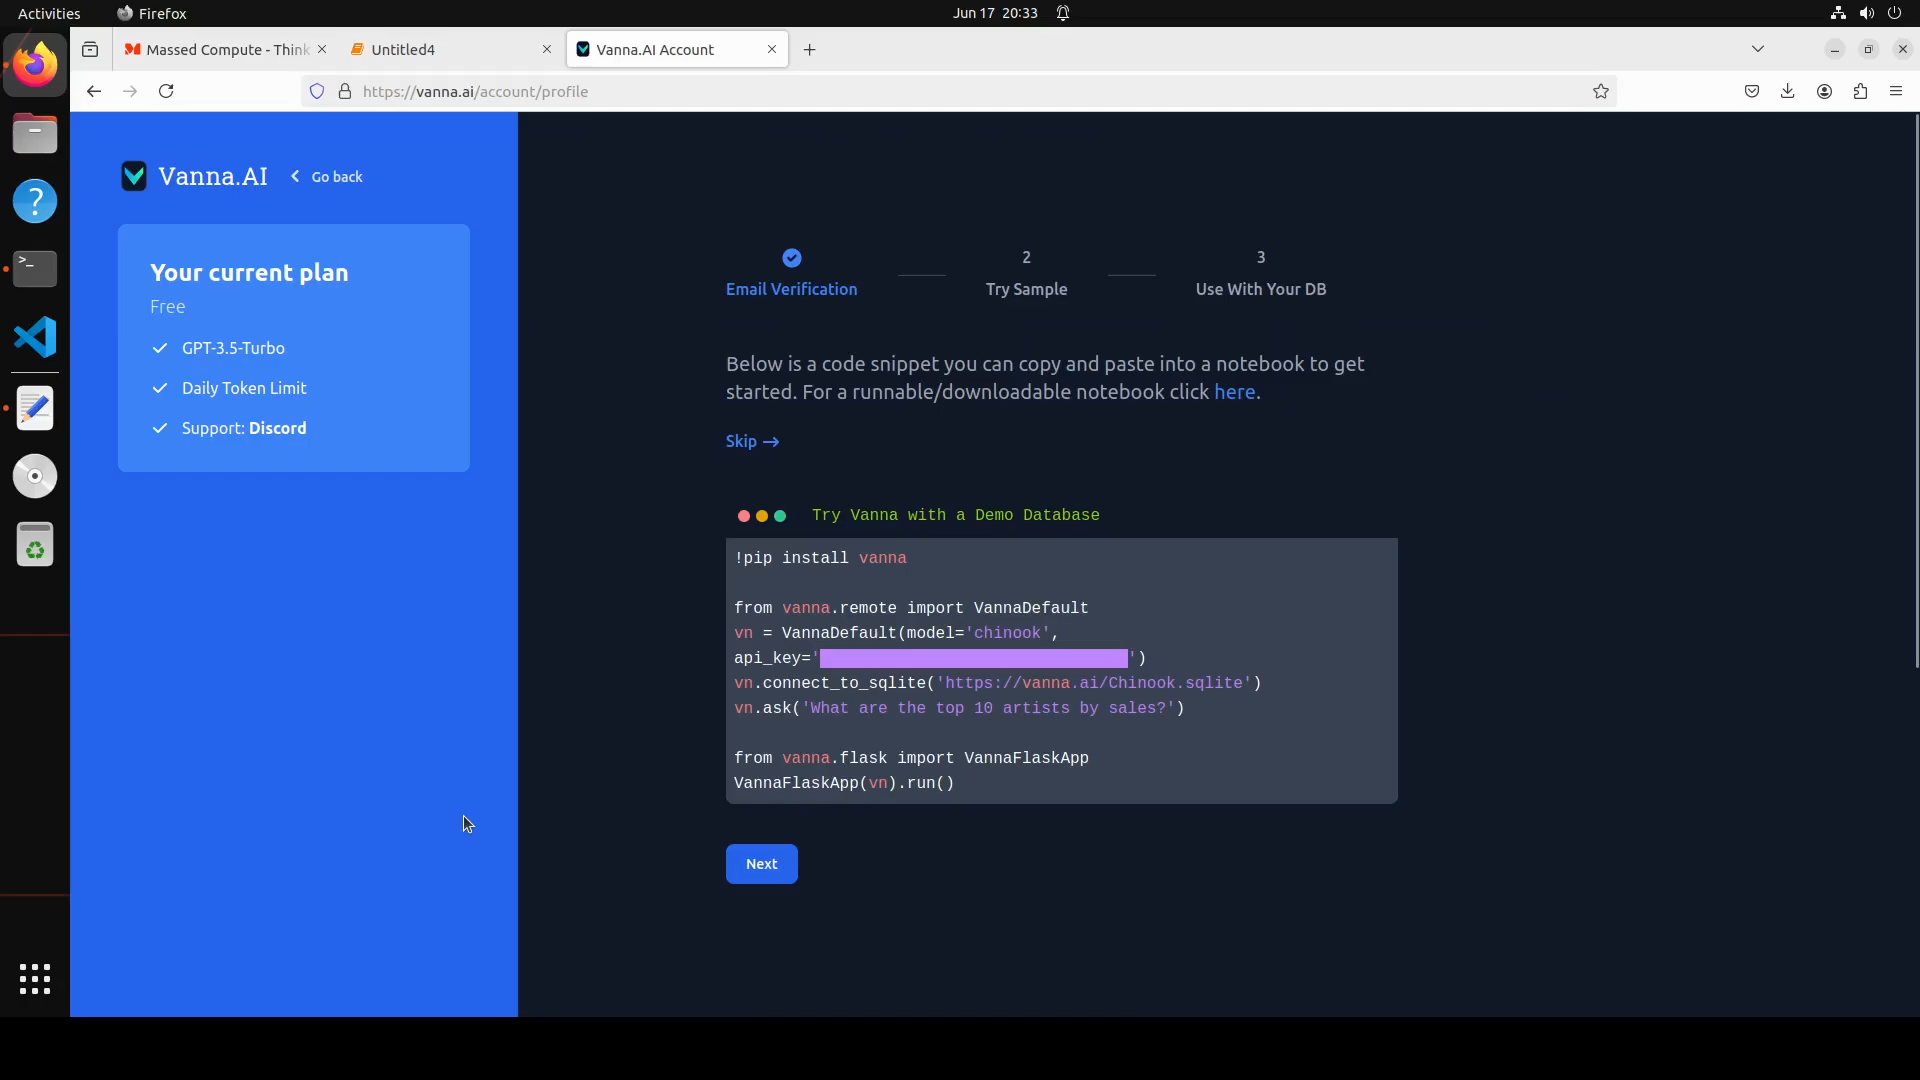 Activities
Firefox
Jun 17 20:33
Massed Compute - Think
Untitled4
Vanna.AI Account
https://vanna.ai/account/profile
Vanna.AI
Go back
Your current plan
Free
GPT-3.5-Turbo
Daily Token Limit
Support: Discord
2
3
Email Verification
Try Sample
Use With Your DB
Below is a code snippet you can copy and paste into a notebook to get
started. For a runnable/downloadable notebook click here.
Skip →
Try Vanna with a Demo Database
!pip install vanna
from vanna.remote import VannaDefault
vn = VannaDefault(model='chinook',
api_key='')
vn.connect_to_sqlite('https://vanna.ai/Chinook.sqlite')
vn.ask('What are the top 10 artists by sales?')
from vanna.flask import VannaFlaskApp
VannaFlaskApp(vn).run()
Next